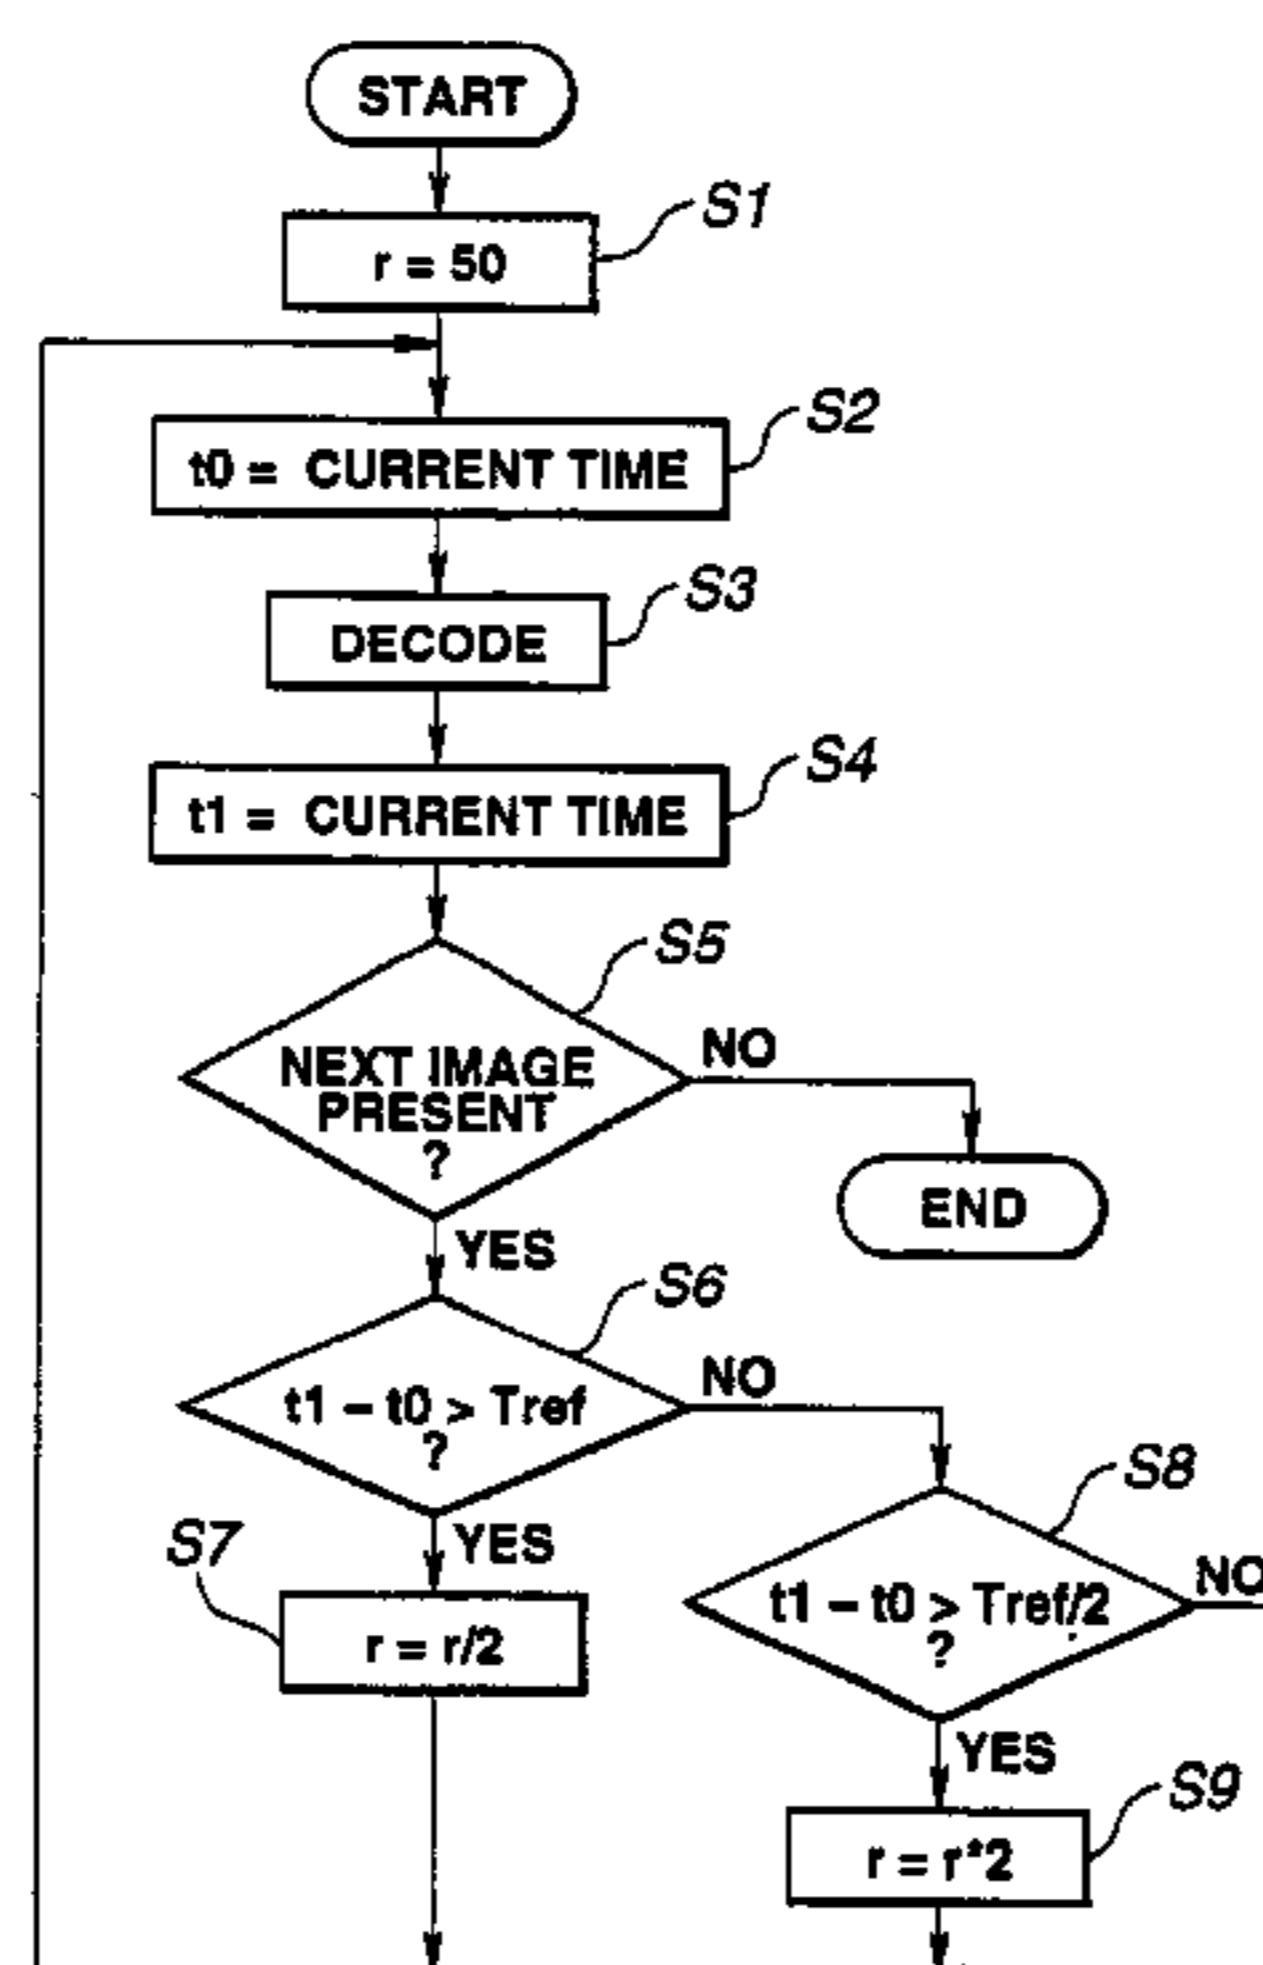 START
S1
r = 50
S2
t0 = CURRENT TIME
S3
DECODE
S4
t1 = CURRENT TIME
S5
NEXT IMAGE
PRESENT
?
NO
END
YES
S6
t1 – t0 > Tref
?
NO
S8
YES
S7
r = r/2
t1 – t0 > Tref/2
?
NO
YES
S9
r = r*2